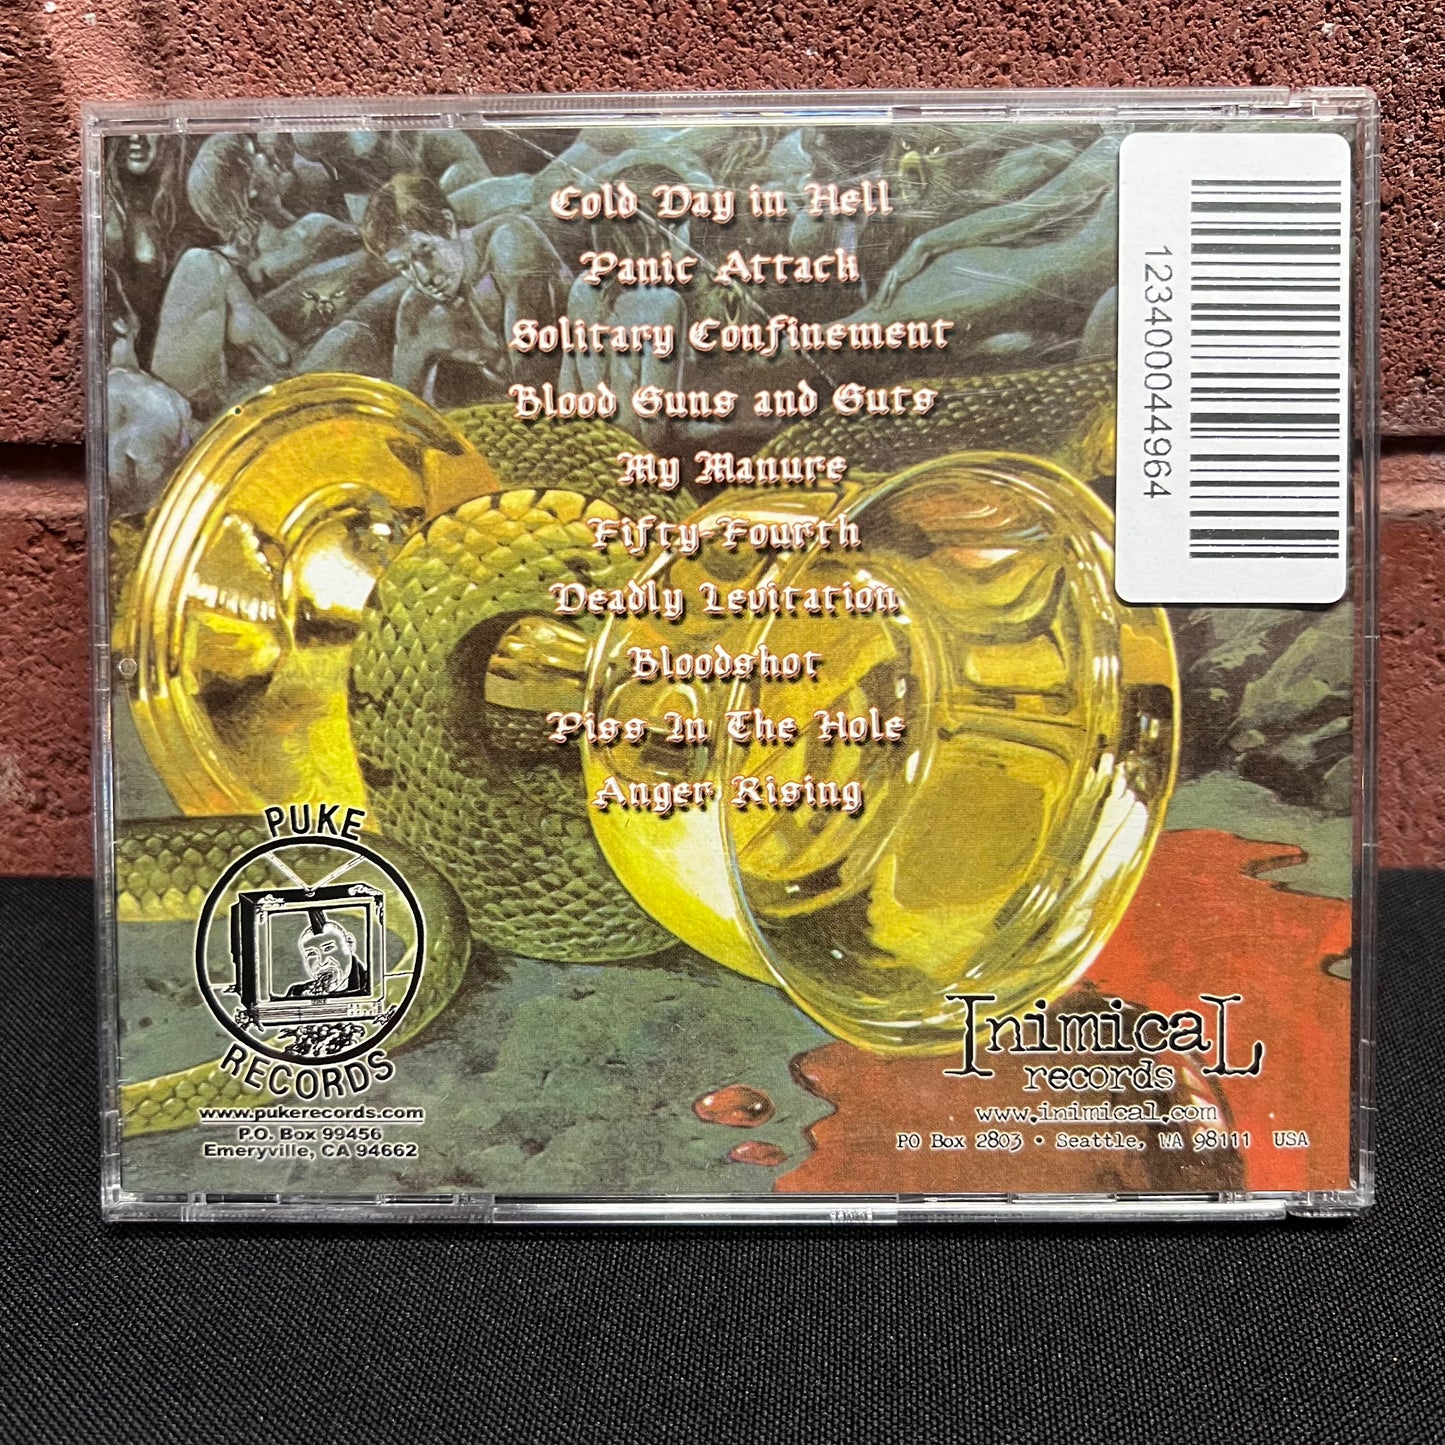 Cold Day in Hell
Panic Attack
Solitary Confinement
Blood Guns and Guts
My Manure
Fifty-Fourth
Deadly Levitation
Bloodshot
Piss In The Hole
Anger Rising
1234000044964
PUKE
RECORDS
www.pukerecords.com
P.O. Box 99456
Emeryville, CA 94662
InimicaL
records
www.inimical.com
PO Box 2803 • Seattle, WA 98111 USA